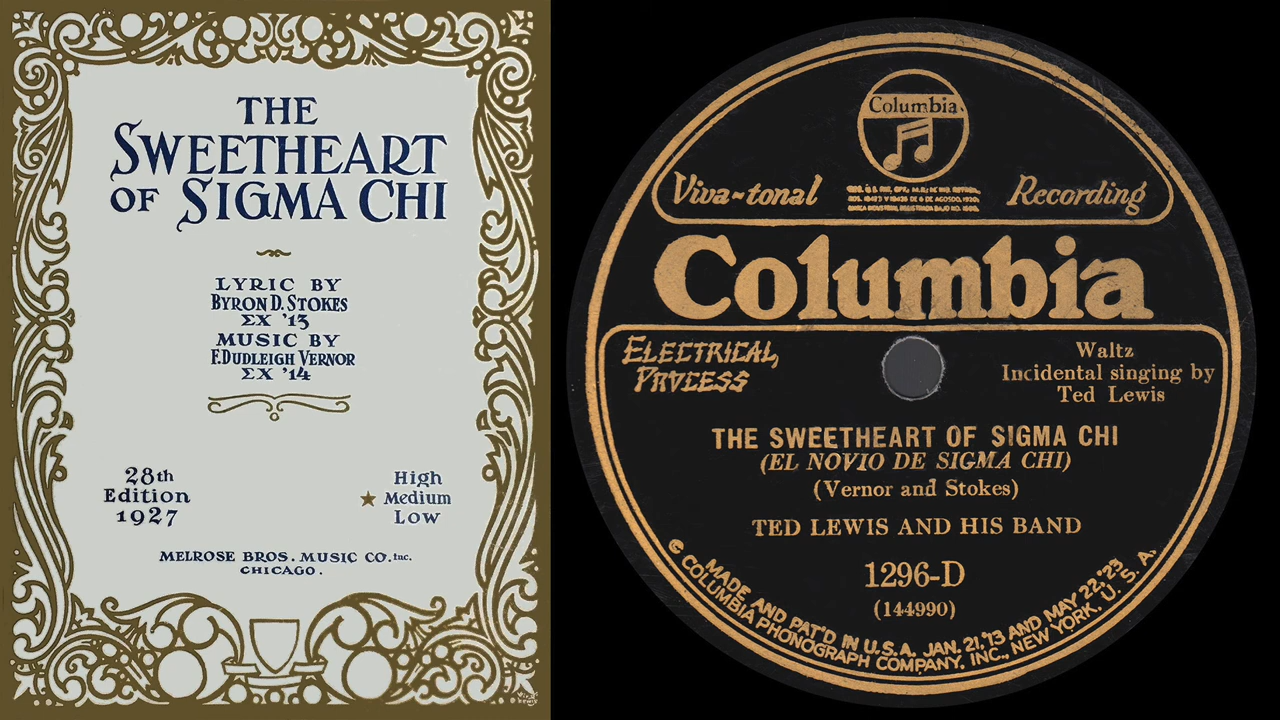 THE
SWEETHEART
OF SIGMA CHI
LYRIC BY
BYRON D. STOKES
ΣΧ '13
MUSIC BY
F. DUDLEIGH VERNOR
ΣΧ '14
28th
Edition
1927
High
★ Medium
Low
MELROSE BROS. MUSIC CO. Inc.
CHICAGO.
Columbia
Viva-tonal
Recording
Columbia
ELECTRICAL
PROCESS
Waltz
Incidental singing by
Ted Lewis
THE SWEETHEART OF SIGMA CHI
(EL NOVIO DE SIGMA CHI)
(Vernor and Stokes)
TED LEWIS AND HIS BAND
1296-D
(144990)
MADE AND PAT'D IN U.S.A. JAN. 21,'13 AND MAY 22,'23
© COLUMBIA PHONOGRAPH COMPANY, INC., NEW YORK. U. S. A.